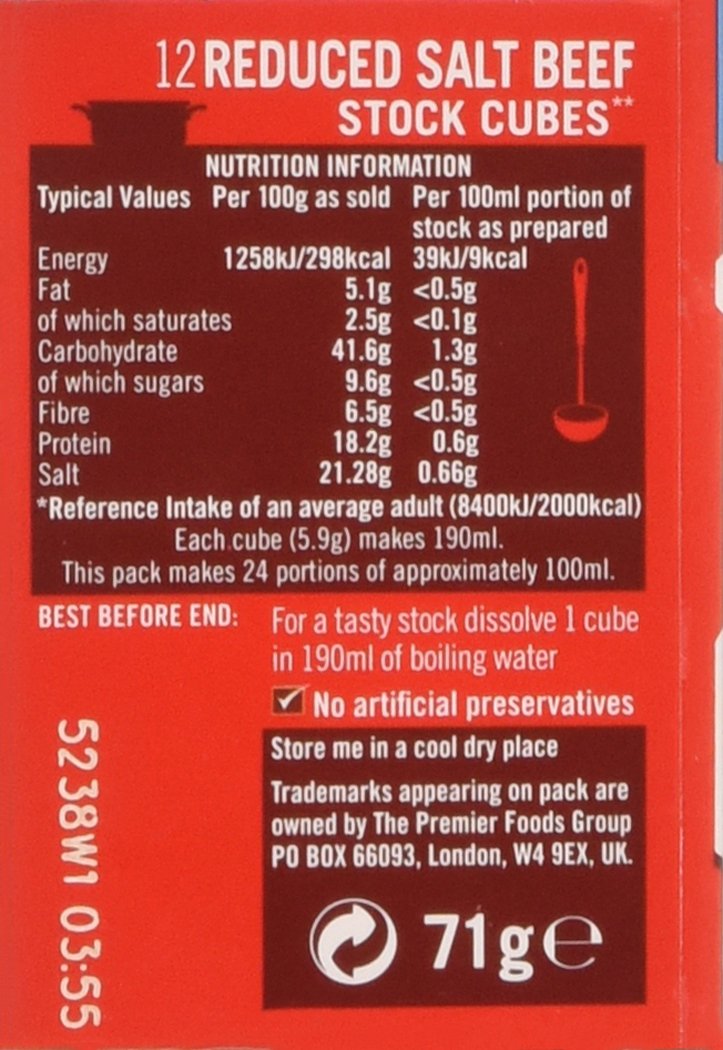 12 REDUCED SALT BEEF
STOCK CUBES**
NUTRITION INFORMATION
Typical Values Per 100g as sold Per 100ml portion of
stock as prepared
Energy 1258kJ/298kcal 39kJ/9kcal
Fat 5.1g <0.5g
of which saturates 2.5g <0.1g
Carbohydrate 41.6g 1.3g
of which sugars 9.6g <0.5g
Fibre 6.5g <0.5g
Protein 18.2g 0.6g
Salt 21.28g 0.66g
*Reference Intake of an average adult (8400kJ/2000kcal)
Each cube (5.9g) makes 190ml.
This pack makes 24 portions of approximately 100ml.
BEST BEFORE END:
For a tasty stock dissolve 1 cube
in 190ml of boiling water
No artificial preservatives
Store me in a cool dry place
Trademarks appearing on pack are
owned by The Premier Foods Group
PO BOX 66093, London, W4 9EX, UK.
71g℮
5238W1 03:55